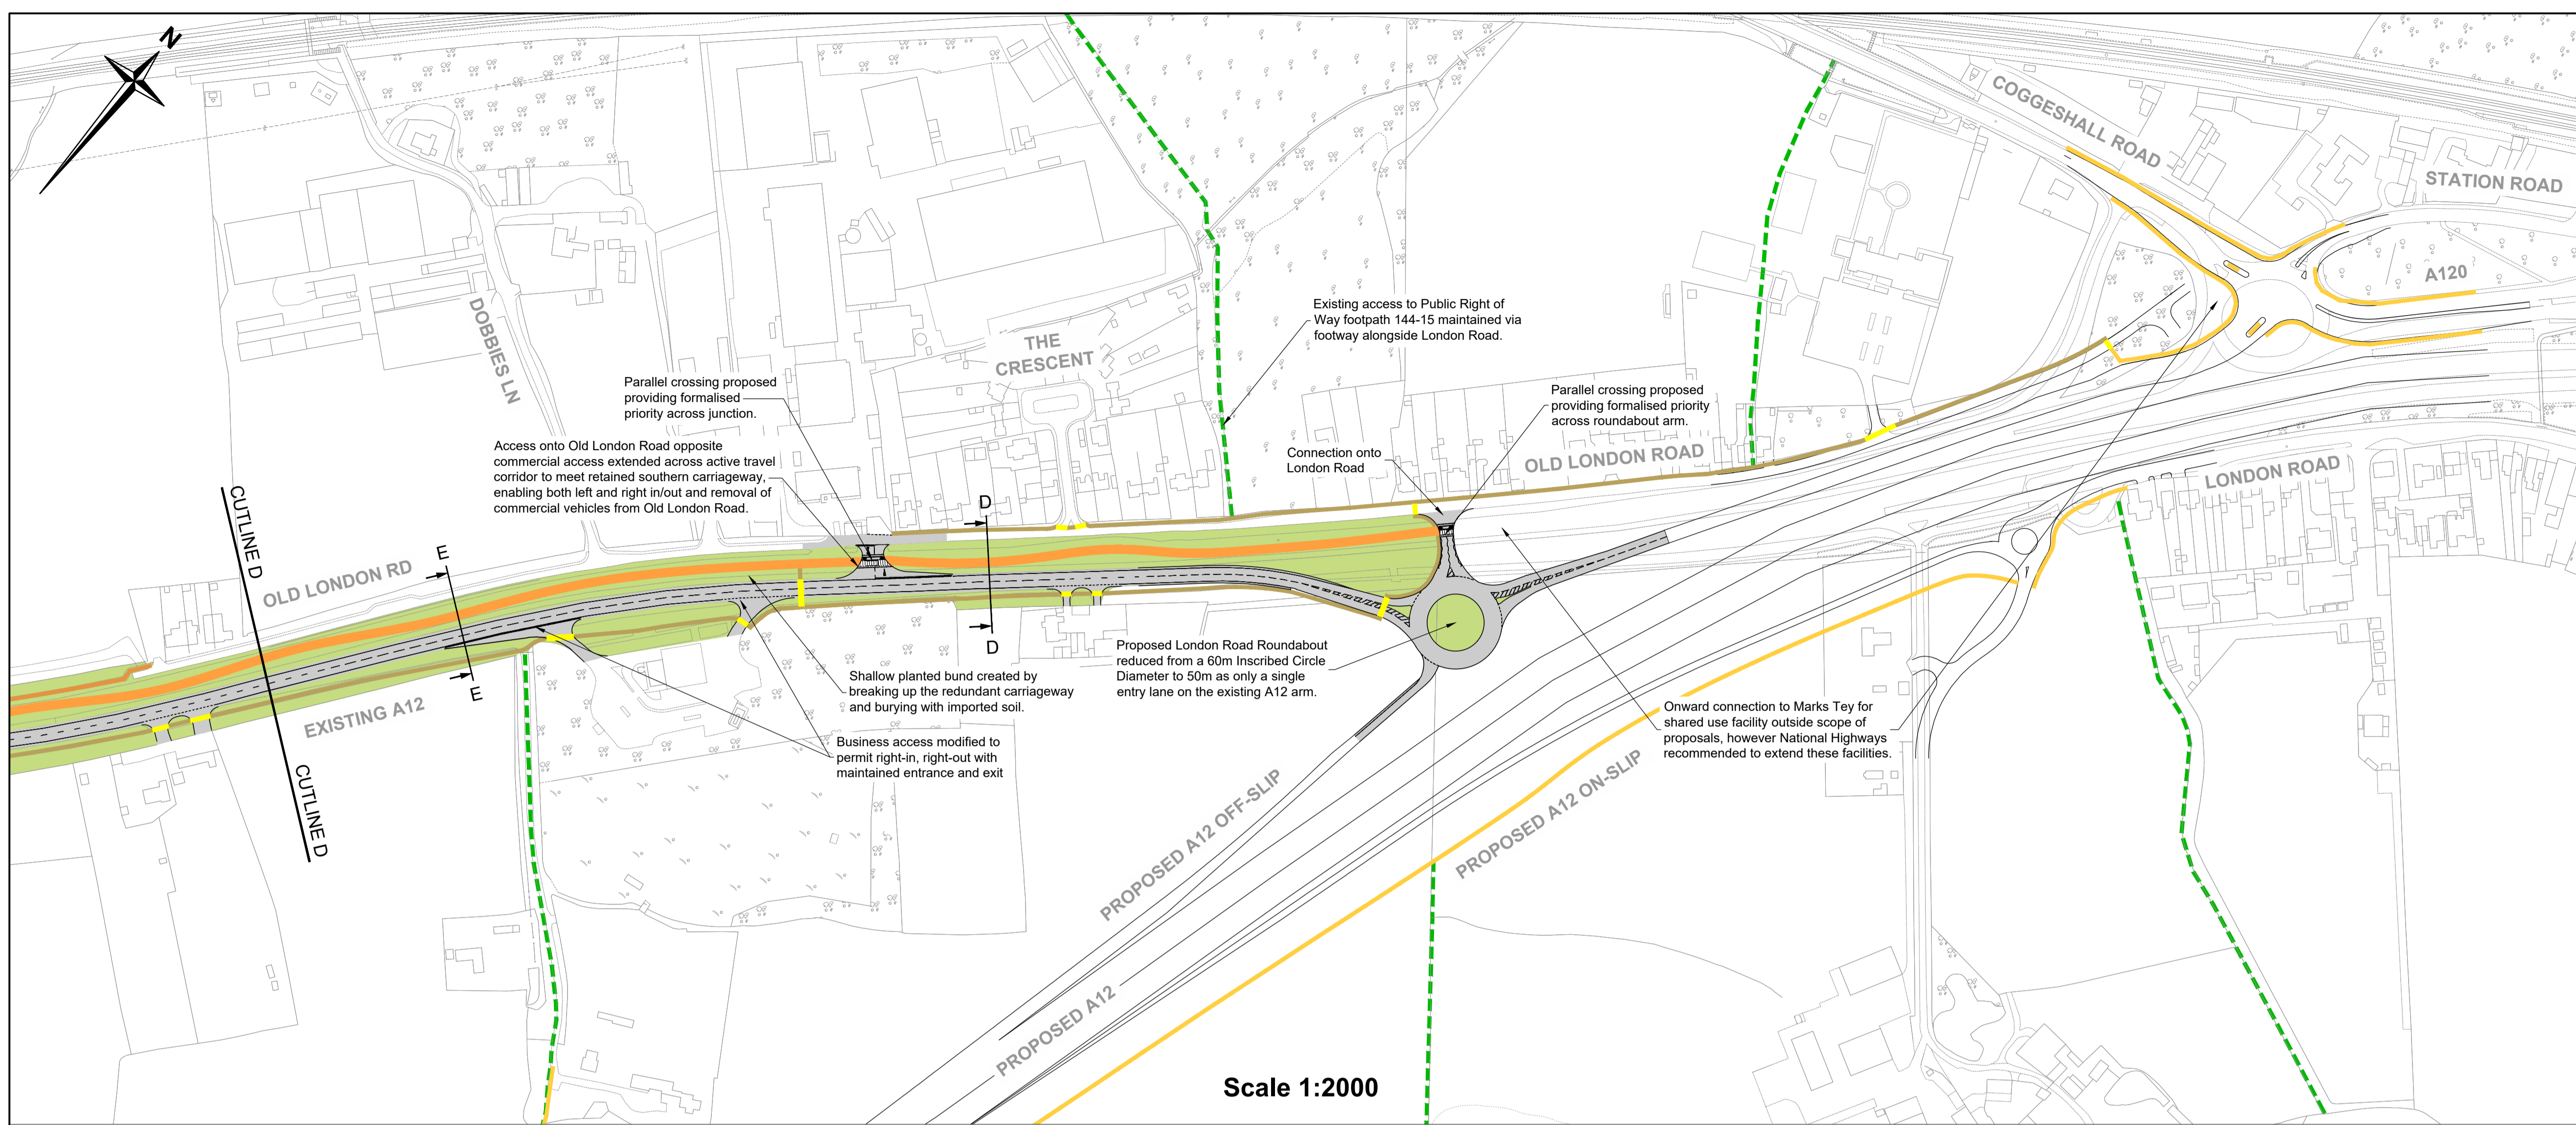 N
COGGESHALL ROAD
STATION ROAD
A120
Existing access to Public Right of
Way footpath 144-15 maintained via
footway alongside London Road.
DOBBIES LN
THE
CRESCENT
Parallel crossing proposed
providing formalised
priority across junction.
Parallel crossing proposed
providing formalised priority
across roundabout arm.
Access onto Old London Road opposite
commercial access extended across active travel
corridor to meet retained southern carriageway,
enabling both left and right in/out and removal of
commercial vehicles from Old London Road.
Connection onto
London Road
OLD LONDON ROAD
LONDON ROAD
D
D
CUTLINE D
CUTLINE D
E
E
OLD LONDON RD
EXISTING A12
Shallow planted bund created by
breaking up the redundant carriageway
and burying with imported soil.
Proposed London Road Roundabout
reduced from a 60m Inscribed Circle
Diameter to 50m as only a single
entry lane on the existing A12 arm.
Business access modified to
permit right-in, right-out with
maintained entrance and exit
Onward connection to Marks Tey for
shared use facility outside scope of
proposals, however National Highways
recommended to extend these facilities.
PROPOSED A12 OFF-SLIP
PROPOSED A12 ON-SLIP
PROPOSED A12
Scale 1:2000